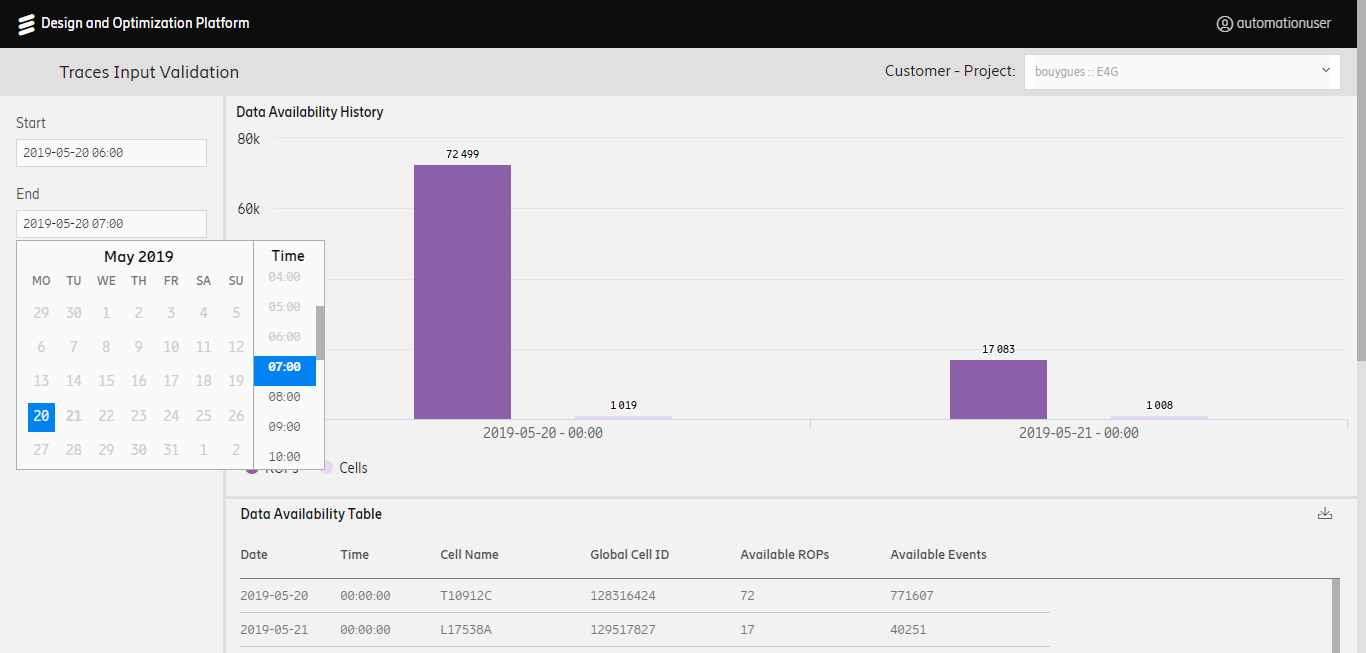 Design and Optimization Platform
automationuser
Traces Input Validation
Customer - Project:
bouygues :: E4G
Start
2019-05-20 06:00
End
2019-05-20 07:00
May 2019
MO TU WE TH FR SA SU
29 30 1 2 3 4 5
6 7 8 9 10 11 12
13 14 15 16 17 18 19
20 21 22 23 24 25 26
27 28 29 30 31 1 2
Time
04:00
05:00
06:00
07:00
08:00
09:00
10:00
Data Availability History
80k
60k
72 499
1 019
17 083
1 008
2019-05-20 - 00:00
2019-05-21 - 00:00
ROPs
Cells
Data Availability Table
Date Time Cell Name Global Cell ID Available ROPs Available Events
2019-05-20 00:00:00 T10912C 128316424 72 771607
2019-05-21 00:00:00 L17538A 129517827 17 40251